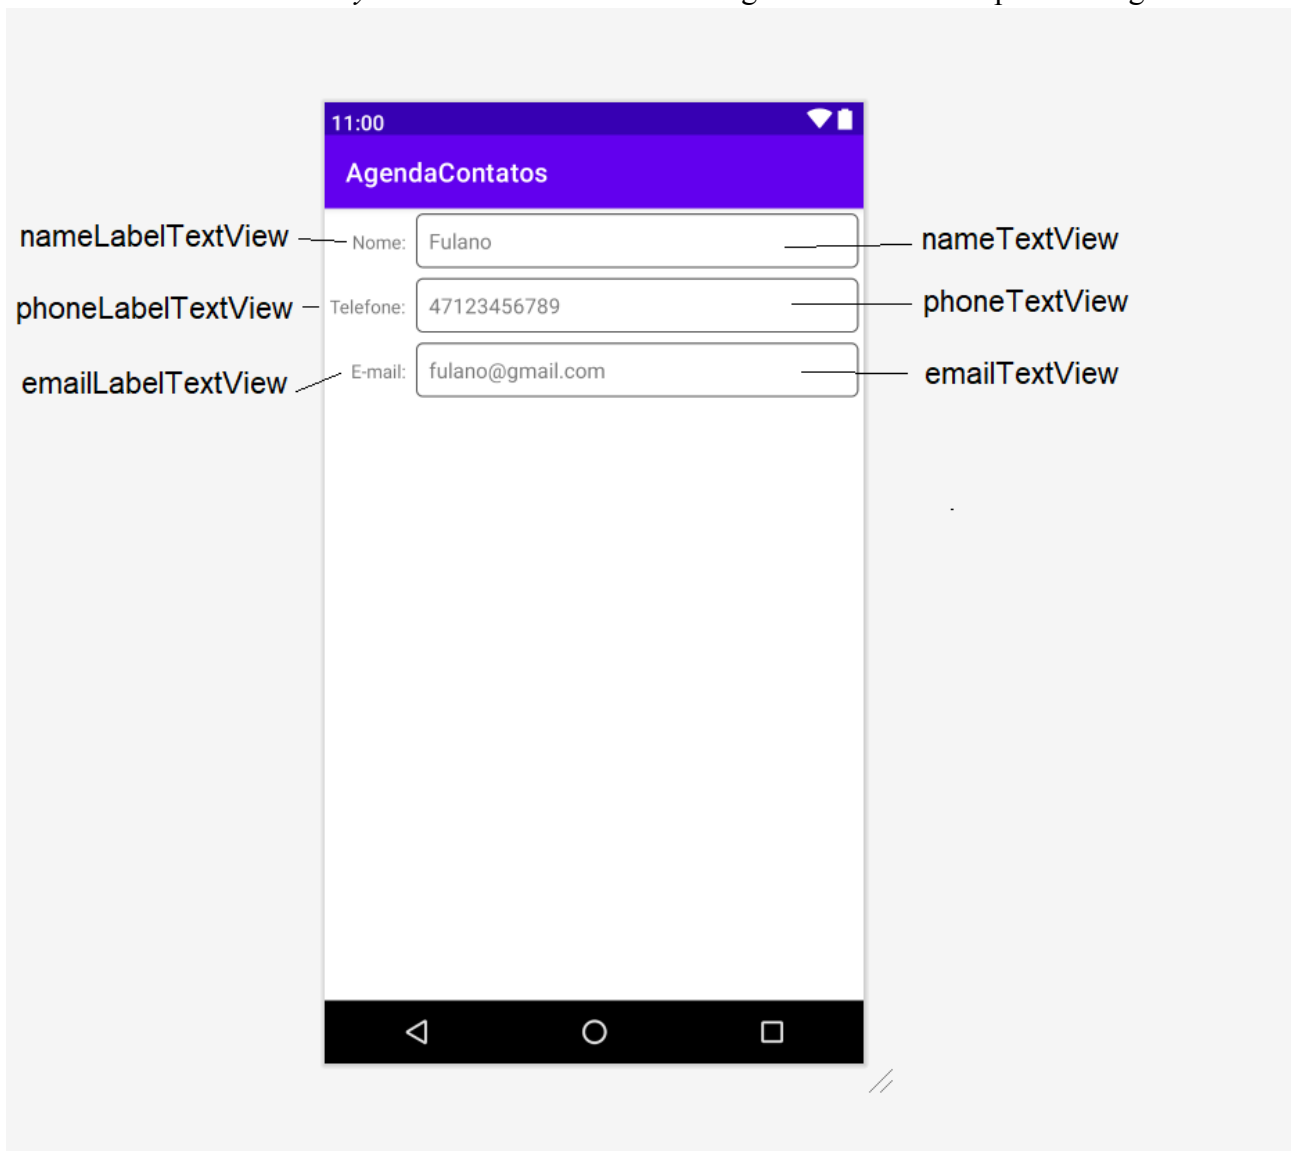 11:00
AgendaContatos
nameLabelTextView
Nome:
Fulano
nameTextView
phoneLabelTextView
Telefone:
47123456789
phoneTextView
emailLabelTextView
E-mail:
fulano@gmail.com
emailTextView